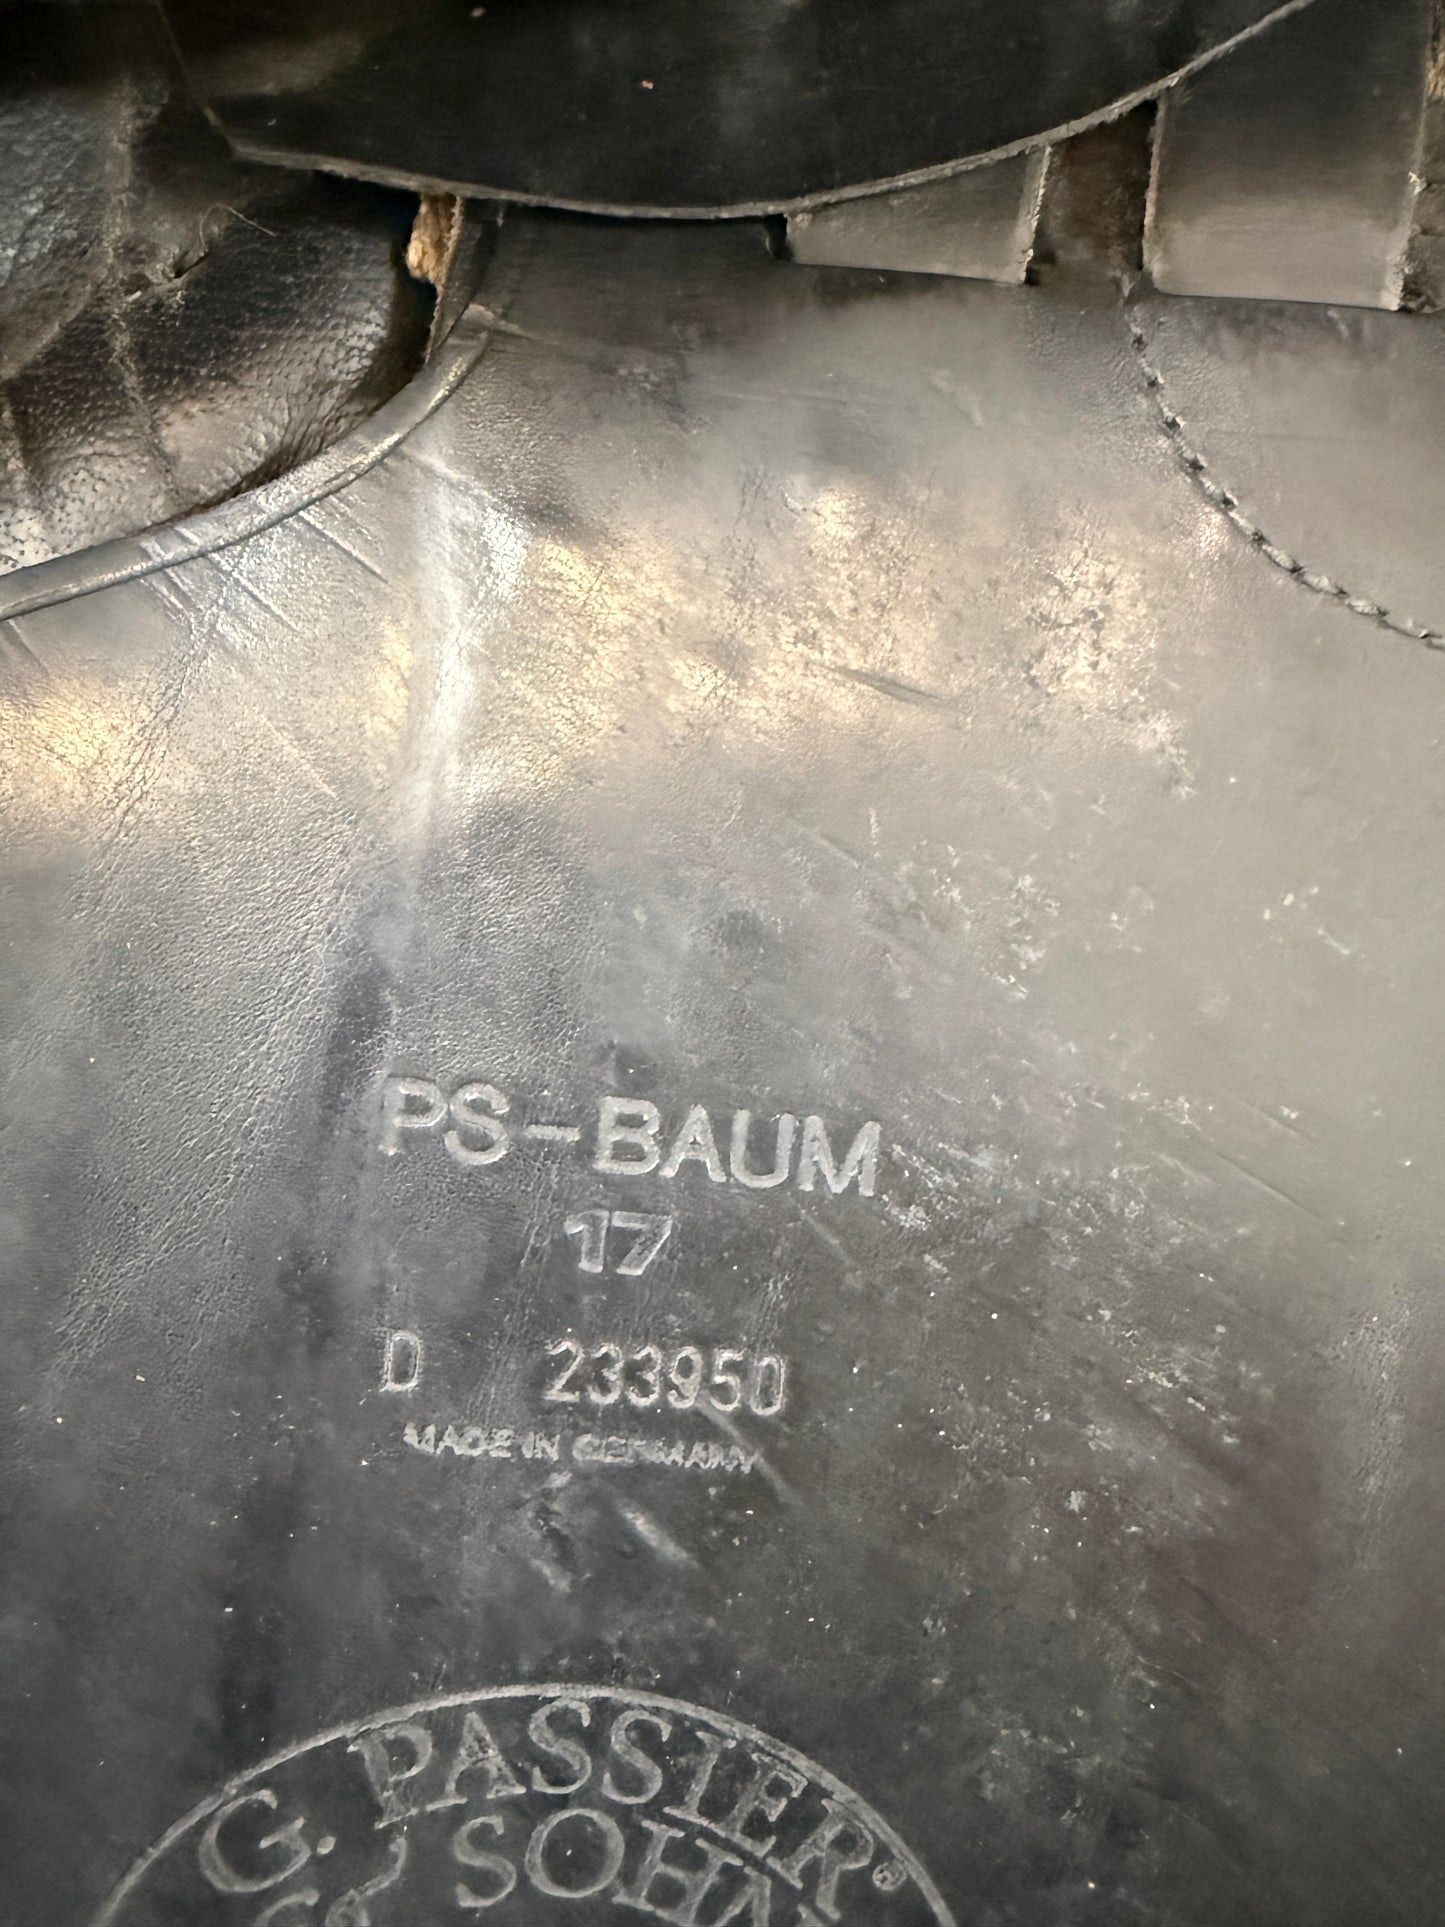 PS-BAUM
17
D 233950
MADE IN GERMANY
G. PASSIER®
& SOHN